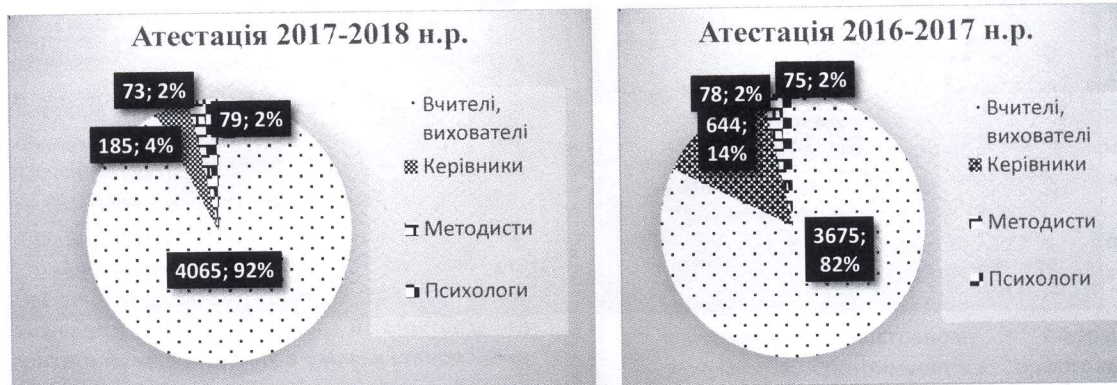 Атестація 2017-2018 н.р.
73; 2%
79; 2%
185; 4%
4065; 92%
Вчителі,
вихователі
Керівники
Методисти
Психологи
Атестація 2016-2017 н.р.
75; 2%
78; 2%
644;
14%
3675;
82%
Вчителі,
вихователі
Керівники
Методисти
Психологи